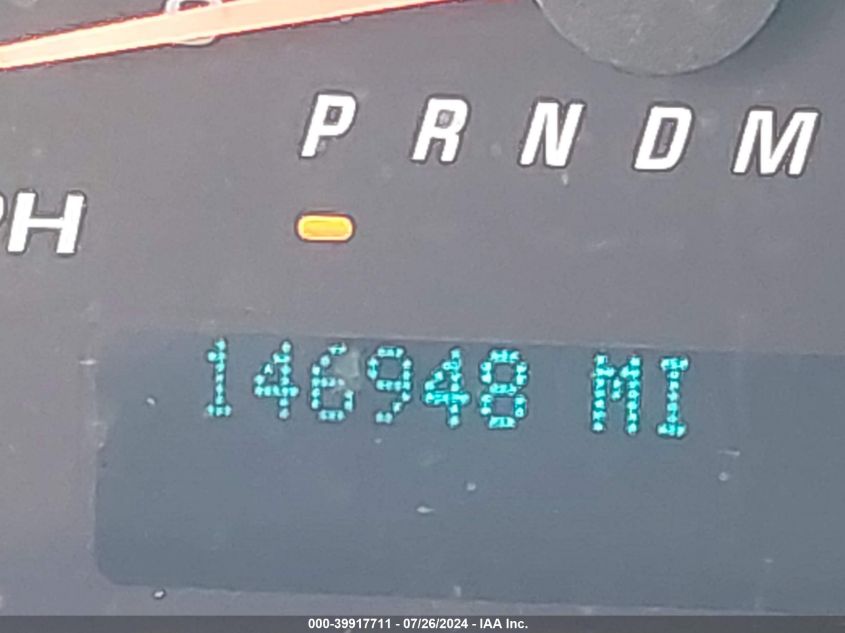 P R N D M
PH
146948 MI
000-39917711 - 07/26/2024 - IAA Inc.